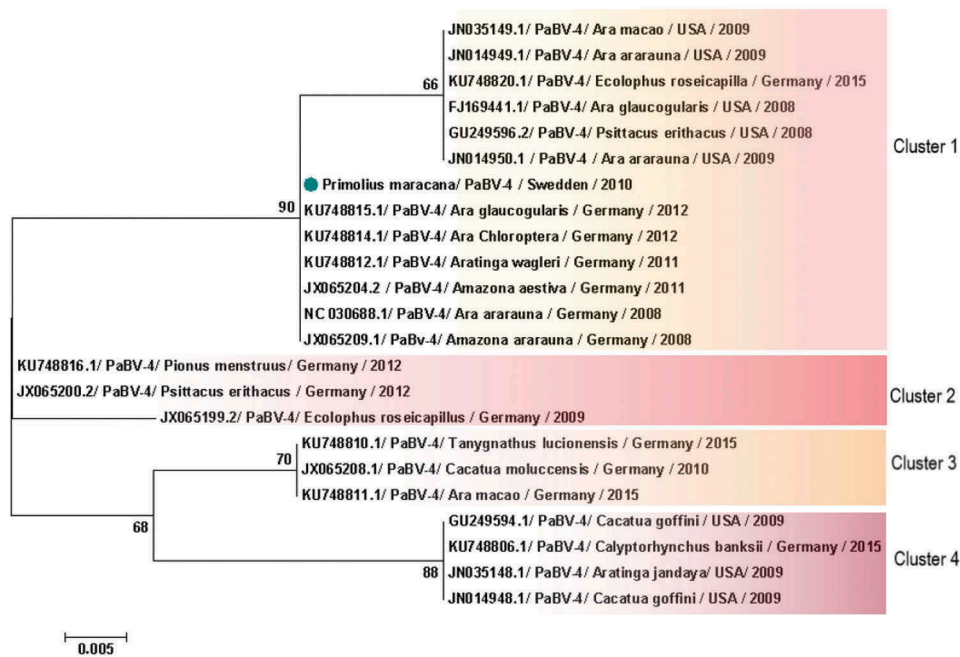 JN035149.1/ PaBV-4/ Ara macao / USA / 2009
JN014949.1/ PaBV-4/ Ara ararauna / USA / 2009
66
KU748820.1/ PaBV-4/ Ecolophus roseicapilla / Germany / 2015
FJ169441.1/ PaBV-4/ Ara glaucogularis / USA / 2008
GU249596.2/ PaBV-4/ Psittacus erithacus / USA / 2008
Cluster 1
JN014950.1 / PaBV-4/ Ara ararauna / USA / 2009
Primolius maracana/ PaBV-4 / Swedden / 2010
90
KU748815.1/ PaBV-4/ Ara glaucogularis / Germany / 2012
KU748814.1/ PaBV-4/ Ara Chloroptera / Germany / 2012
KU748812.1/ PaBV-4/ Aratinga wagleri / Germany / 2011
JX065204.2 / PaBV-4/ Amazona aestiva / Germany / 2011
NC 030688.1/ PaBV-4/ Ara ararauna / Germany / 2008
JX065209.1/ PaBv-4/ Amazona ararauna / Germany / 2008
KU748816.1/ PaBV-4/ Pionus menstruus/ Germany / 2012
JX065200.2/ PaBV-4/ Psittacus erithacus / Germany / 2012
Cluster 2
JX065199.2/ PaBV-4/ Ecolophus roseicapillus / Germany / 2009
KU748810.1/ PaBV-4/ Tanygnathus lucionensis / Germany / 2015
70
JX065208.1/ PaBV-4/ Cacatua moluccensis / Germany / 2010
Cluster 3
KU748811.1/ PaBV-4/ Ara macao / Germany / 2015
68
GU249594.1/ PaBV-4/ Cacatua goffini / USA / 2009
KU748806.1/ PaBV-4/ Calyptorhynchus banksii / Germany / 2015
Cluster 4
88
JN035148.1/ PaBV-4/ Aratinga jandaya/ USA/ 2009
JN014948.1/ PaBV-4/ Cacatua goffini / USA / 2009
0.005